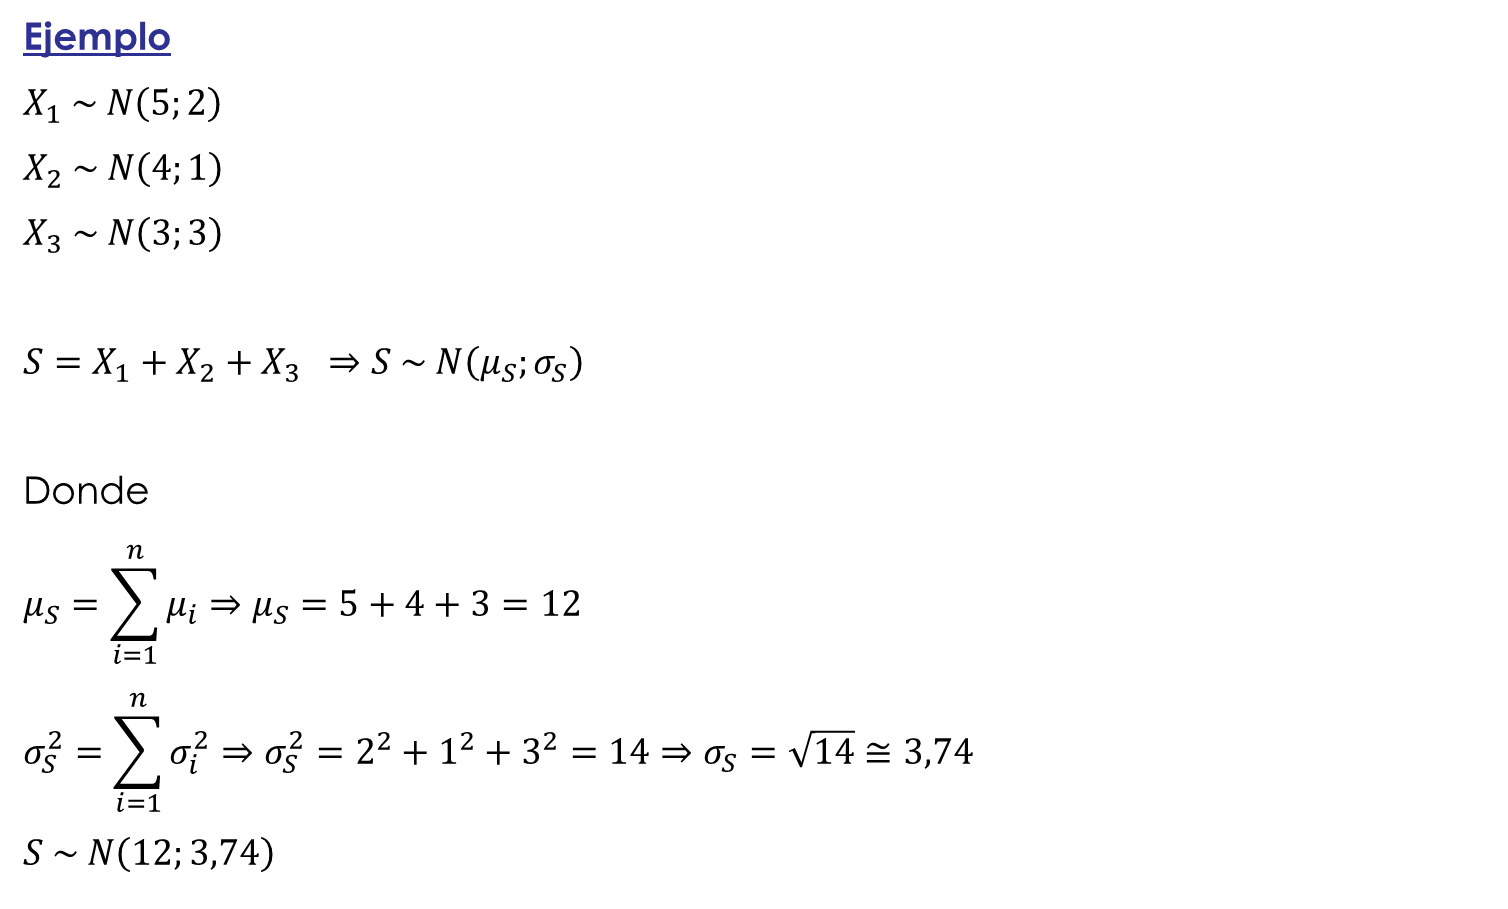 Ejemplo
X₁ ~ N(5; 2)
X₂ ~ N(4; 1)
X₃ ~ N(3; 3)
S = X₁ + X₂ + X₃ ⇒ S ~ N(μ_S; σ_S)
Donde
μ_S = ∑_{i=1}^{n} μ_i ⇒ μ_S = 5 + 4 + 3 = 12
σ_S² = ∑_{i=1}^{n} σ_i² ⇒ σ_S² = 2² + 1² + 3² = 14 ⇒ σ_S = √14 ≅ 3,74
S ~ N(12; 3,74)